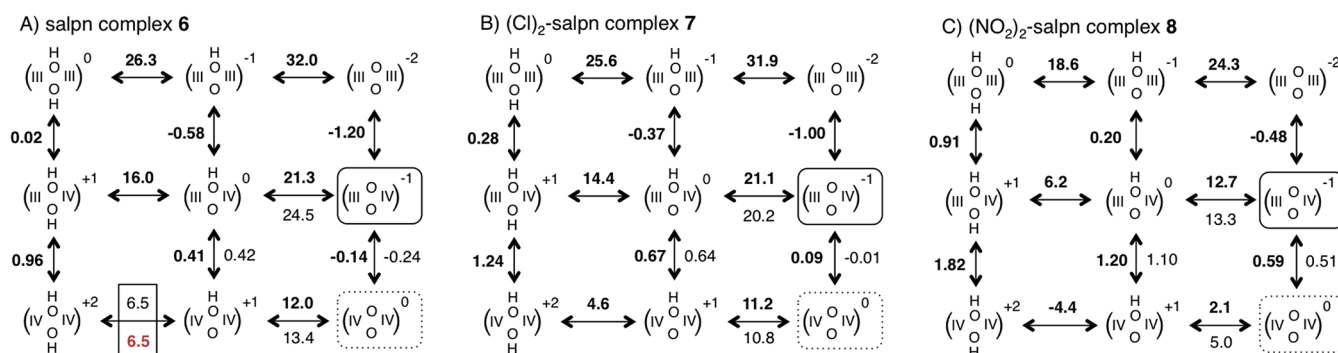 A) salpn complex 6
H H
O O O
(III III)0 26.3 (III III)-1 32.0 (III III)-2
O O O
H
0.02 -0.58 -1.20
H H
O O O
(III IV)+1 16.0 (III IV)0 21.3 (III IV)-1
O O 24.5 O
H
0.96 0.41 0.42 -0.14 -0.24
H H
O O O
(IV IV)+2 6.5 (IV IV)+1 12.0 (IV IV)0
O 6.5 O 13.4 O
H
B) (Cl)2-salpn complex 7
H H
O O O
(III III)0 25.6 (III III)-1 31.9 (III III)-2
O O O
H
0.28 -0.37 -1.00
H H
O O O
(III IV)+1 14.4 (III IV)0 21.1 (III IV)-1
O O 20.2 O
H
1.24 0.67 0.64 0.09 -0.01
H H
O O O
(IV IV)+2 4.6 (IV IV)+1 11.2 (IV IV)0
O O 10.8 O
H
C) (NO2)2-salpn complex 8
H H
O O O
(III III)0 18.6 (III III)-1 24.3 (III III)-2
O O O
H
0.91 0.20 -0.48
H H
O O O
(III IV)+1 6.2 (III IV)0 12.7 (III IV)-1
O O 13.3 O
H
1.82 1.20 1.10 0.59 0.51
H H
O O O
(IV IV)+2 -4.4 (IV IV)+1 2.1 (IV IV)0
O O 5.0 O
H